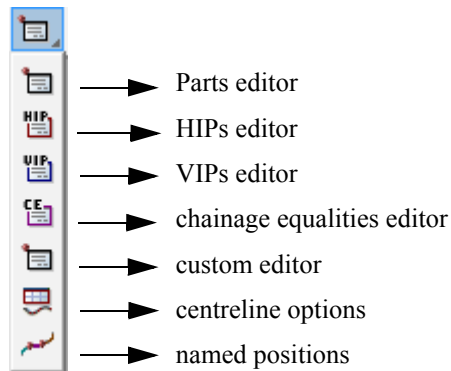 Parts editor
HIP HIPs editor
VIP VIPs editor
CE chainage equalities editor
custom editor
centreline options
named positions